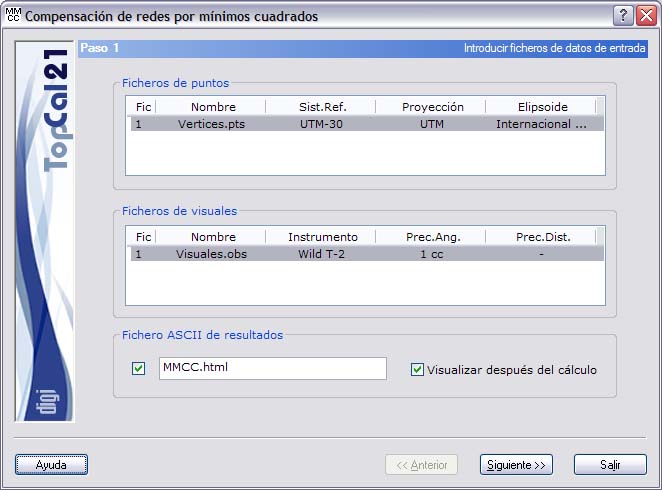 MM
CC
Compensación de redes por mínimos cuadrados
?
Paso 1
Introducir ficheros de datos de entrada
TopCal 21
digi
Ficheros de puntos
Fic Nombre Sist.Ref. Proyección Elipsoide
1 Vertices.pts UTM-30 UTM Internacional ...
Ficheros de visuales
Fic Nombre Instrumento Prec.Ang. Prec.Dist.
1 Visuales.obs Wild T-2 1 cc -
Fichero ASCII de resultados
MMCC.html
Visualizar después del cálculo
Ayuda
<< Anterior
Siguiente >>
Salir